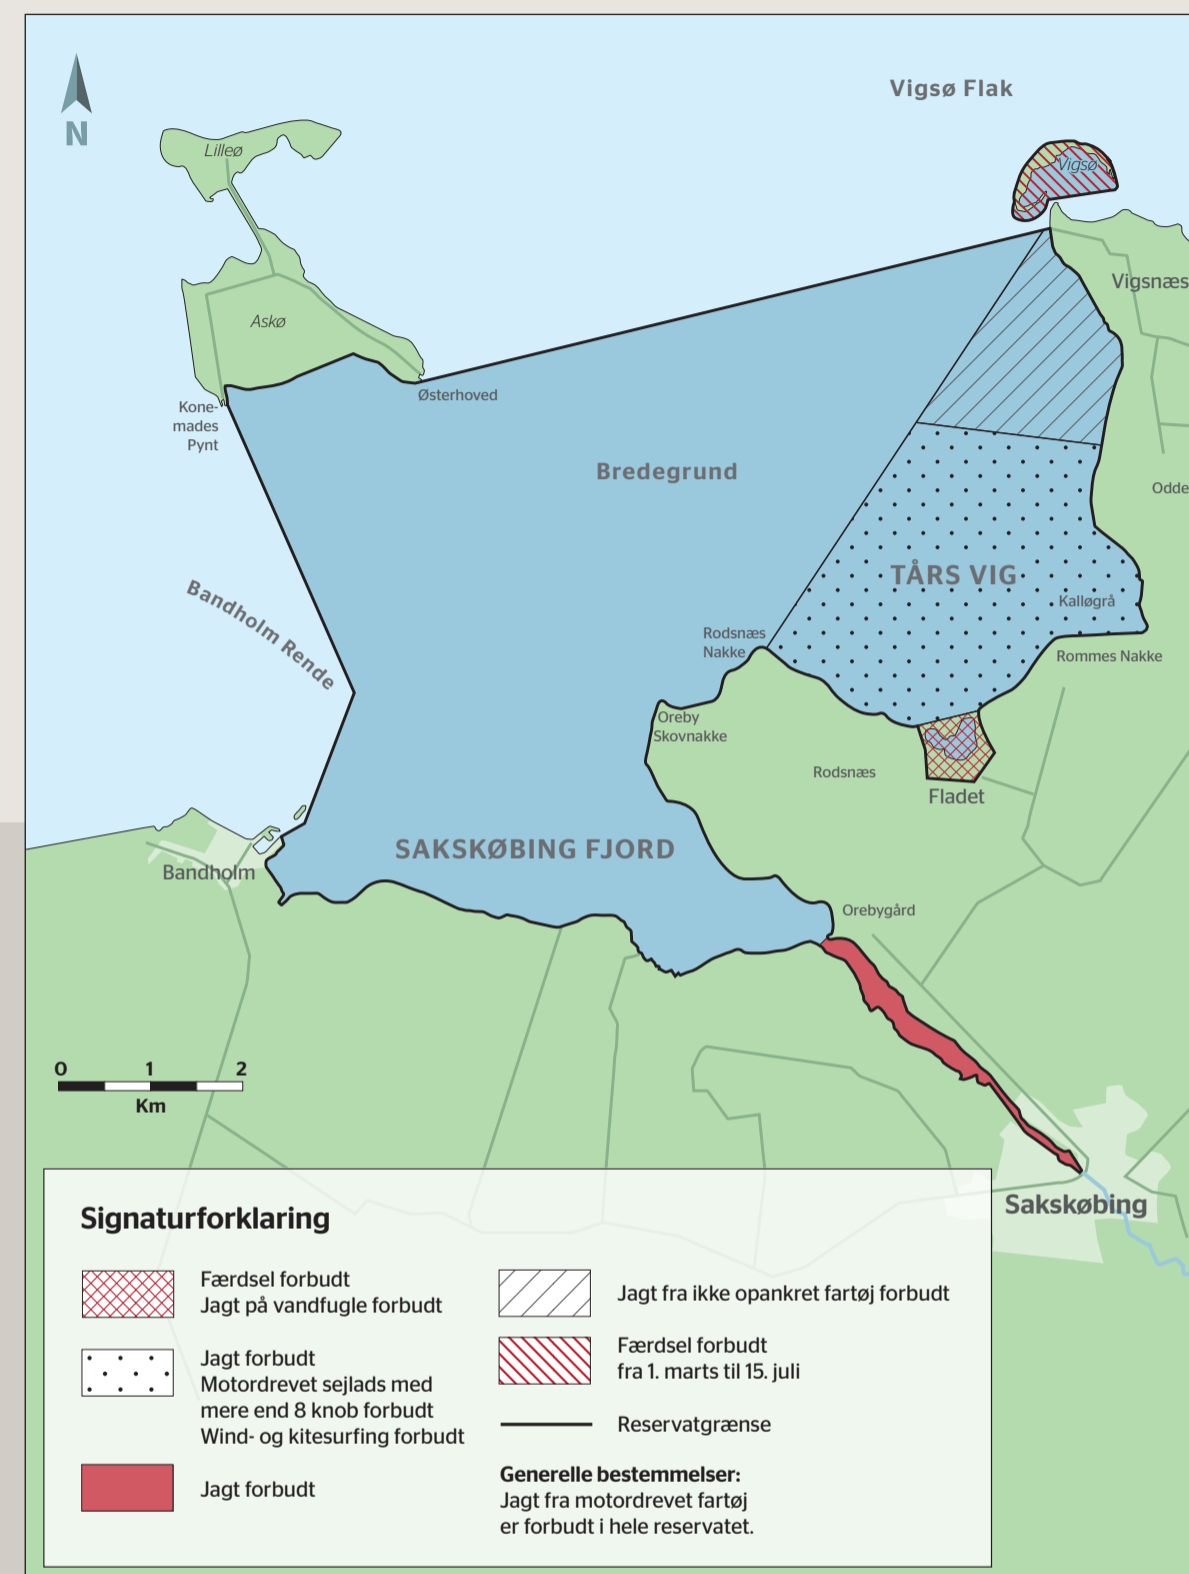 Vigsø Flak
N
Lilleø
Vigsø
Vigsnæs
Askø
Østerhoved
Kone-
mades
Pynt
Bredegrund
Odde
TÅRS VIG
Kalløgrå
Bandholm Rende
Rodsnæs
Nakke
Rommes Nakke
Oreby
Skovnakke
Rodsnæs
Fladet
SAKSKØBING FJORD
Bandholm
Orebygård
0 1 2
Km
Sakskøbing
Signaturforklaring
Færdsel forbudt
Jagt på vandfugle forbudt
Jagt forbudt
Motordrevet sejlads med
mere end 8 knob forbudt
Wind- og kitesurfing forbudt
Jagt forbudt
Jagt fra ikke opankret fartøj forbudt
Færdsel forbudt
fra 1. marts til 15. juli
Reservatgrænse
Generelle bestemmelser:
Jagt fra motordrevet fartøj
er forbudt i hele reservatet.